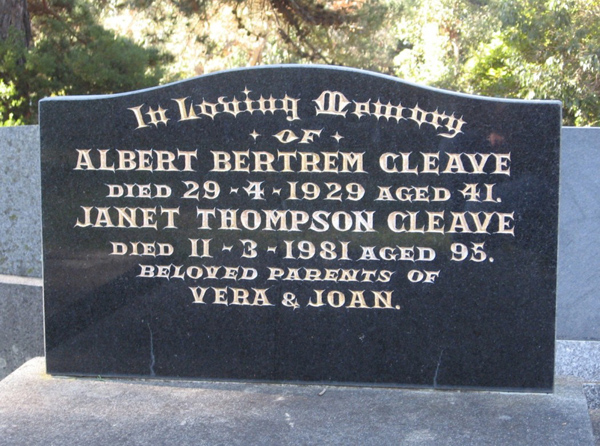 In Loving Memory
OF
ALBERT BERTREM CLEAVE
DIED 29-4-1929 AGED 41.
JANET THOMPSON CLEAVE
DIED 11-3-1981 AGED 95.
BELOVED PARENTS OF
VERA & JOAN.